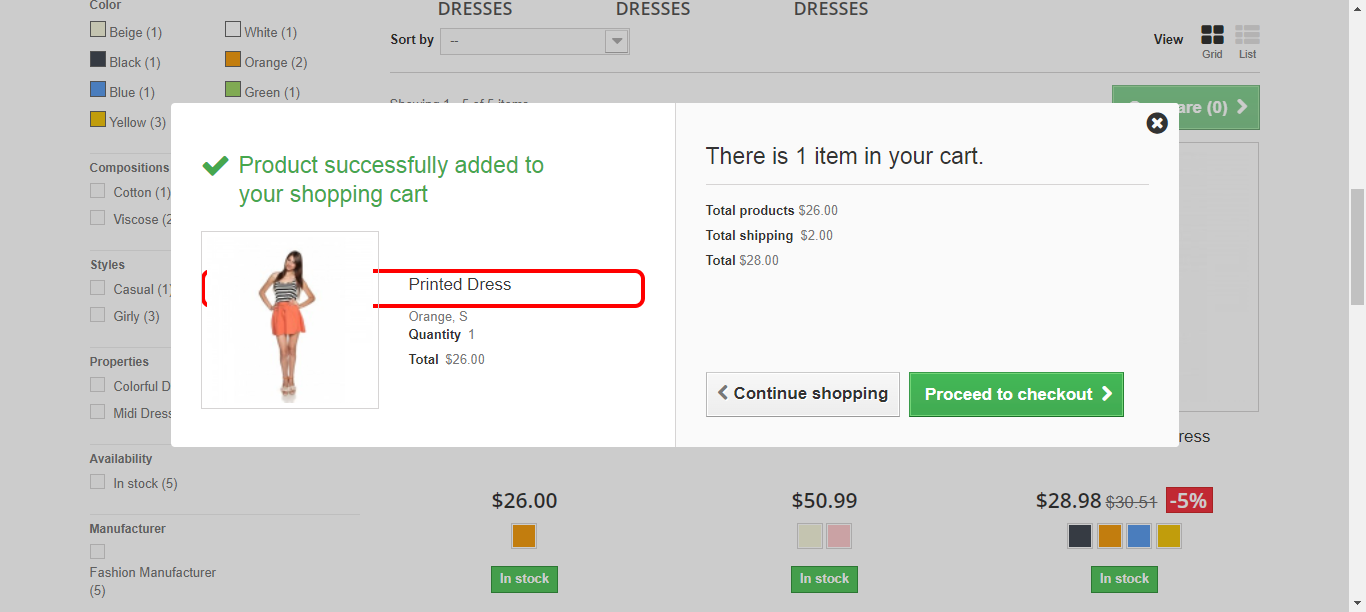 Color
DRESSES DRESSES DRESSES
Beige (1) White (1)
Sort by --
View
Grid List
Black (1) Orange (2)
Blue (1) Green (1)
Yellow (3)
Showing 1 - 5 of 5 items
are (0)
Product successfully added to
your shopping cart
There is 1 item in your cart.
Total products $26.00
Total shipping $2.00
Total $28.00
Printed Dress
Orange, S
Quantity 1
Total $26.00
Continue shopping
Proceed to checkout
Compositions
Cotton (1)
Viscose (2
Styles
Casual (1)
Girly (3)
Properties
Colorful D
Midi Dress
Availability
In stock (5)
Manufacturer
Fashion Manufacturer
(5)
ress
$26.00 $50.99 $28.98 $30.51 -5%
In stock In stock In stock